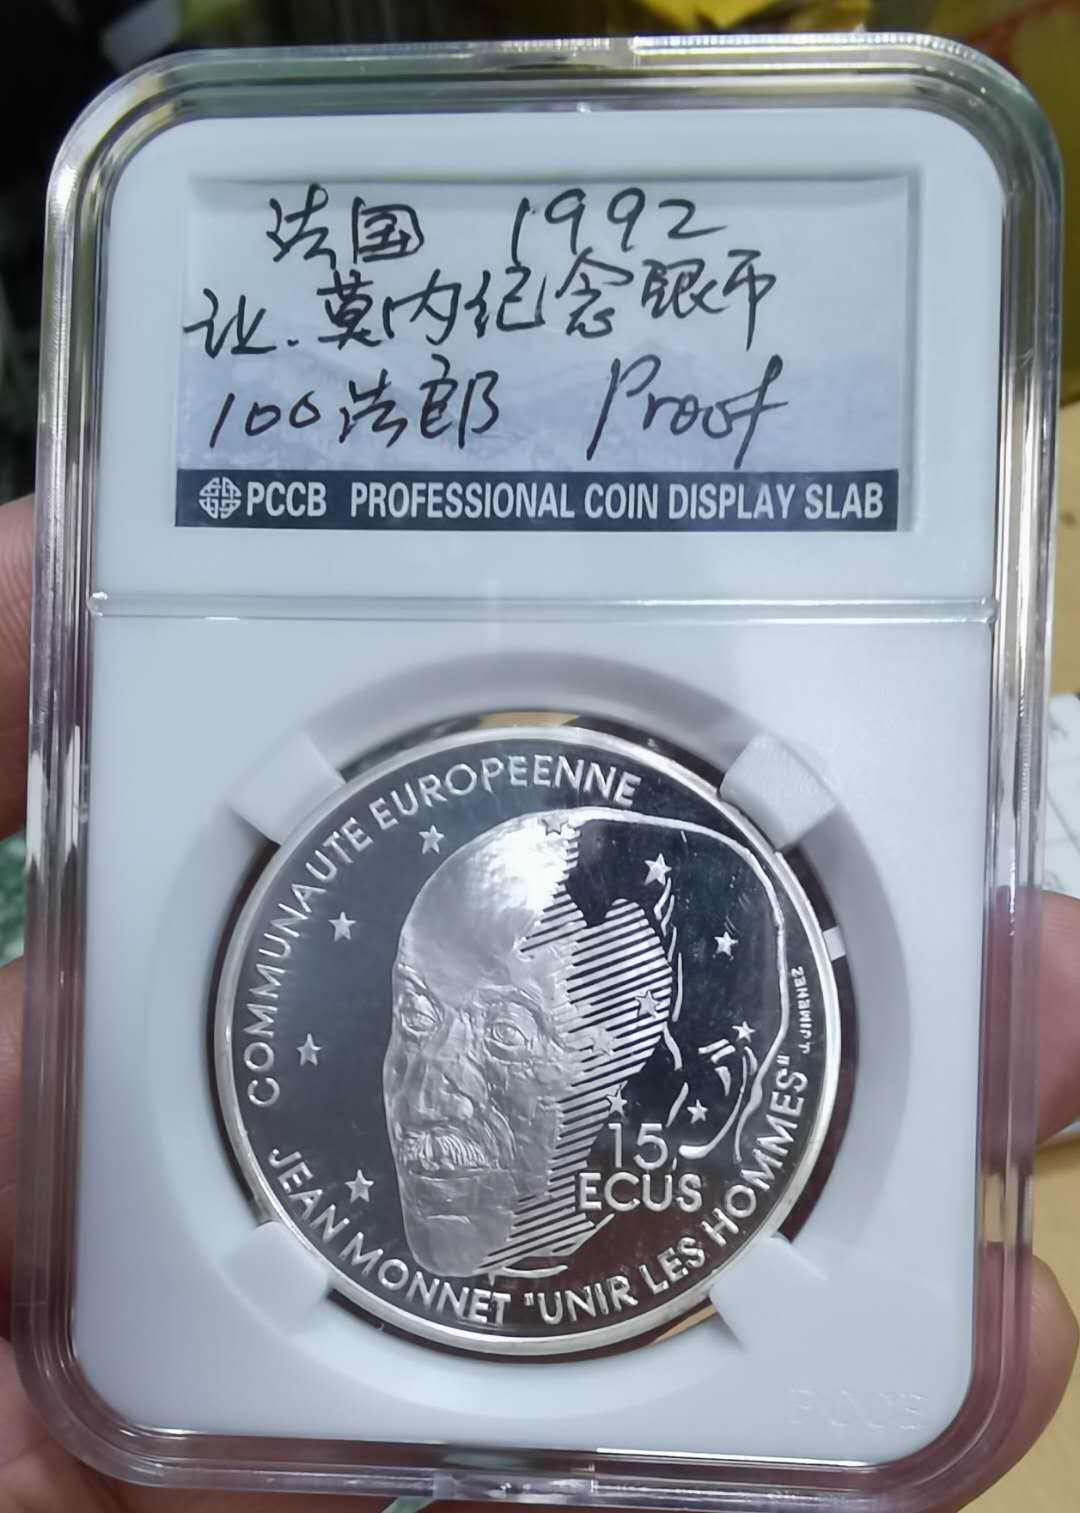 法国 1992
让.莫内纪念银币
100法郎 Proof
PCCB PROFESSIONAL COIN DISPLAY SLAB
COMMUNAUTE EUROPEENNE
15
ECUS
JEAN MONNET "UNIR LES HOMMES"
T JIMENEZ
PCCB